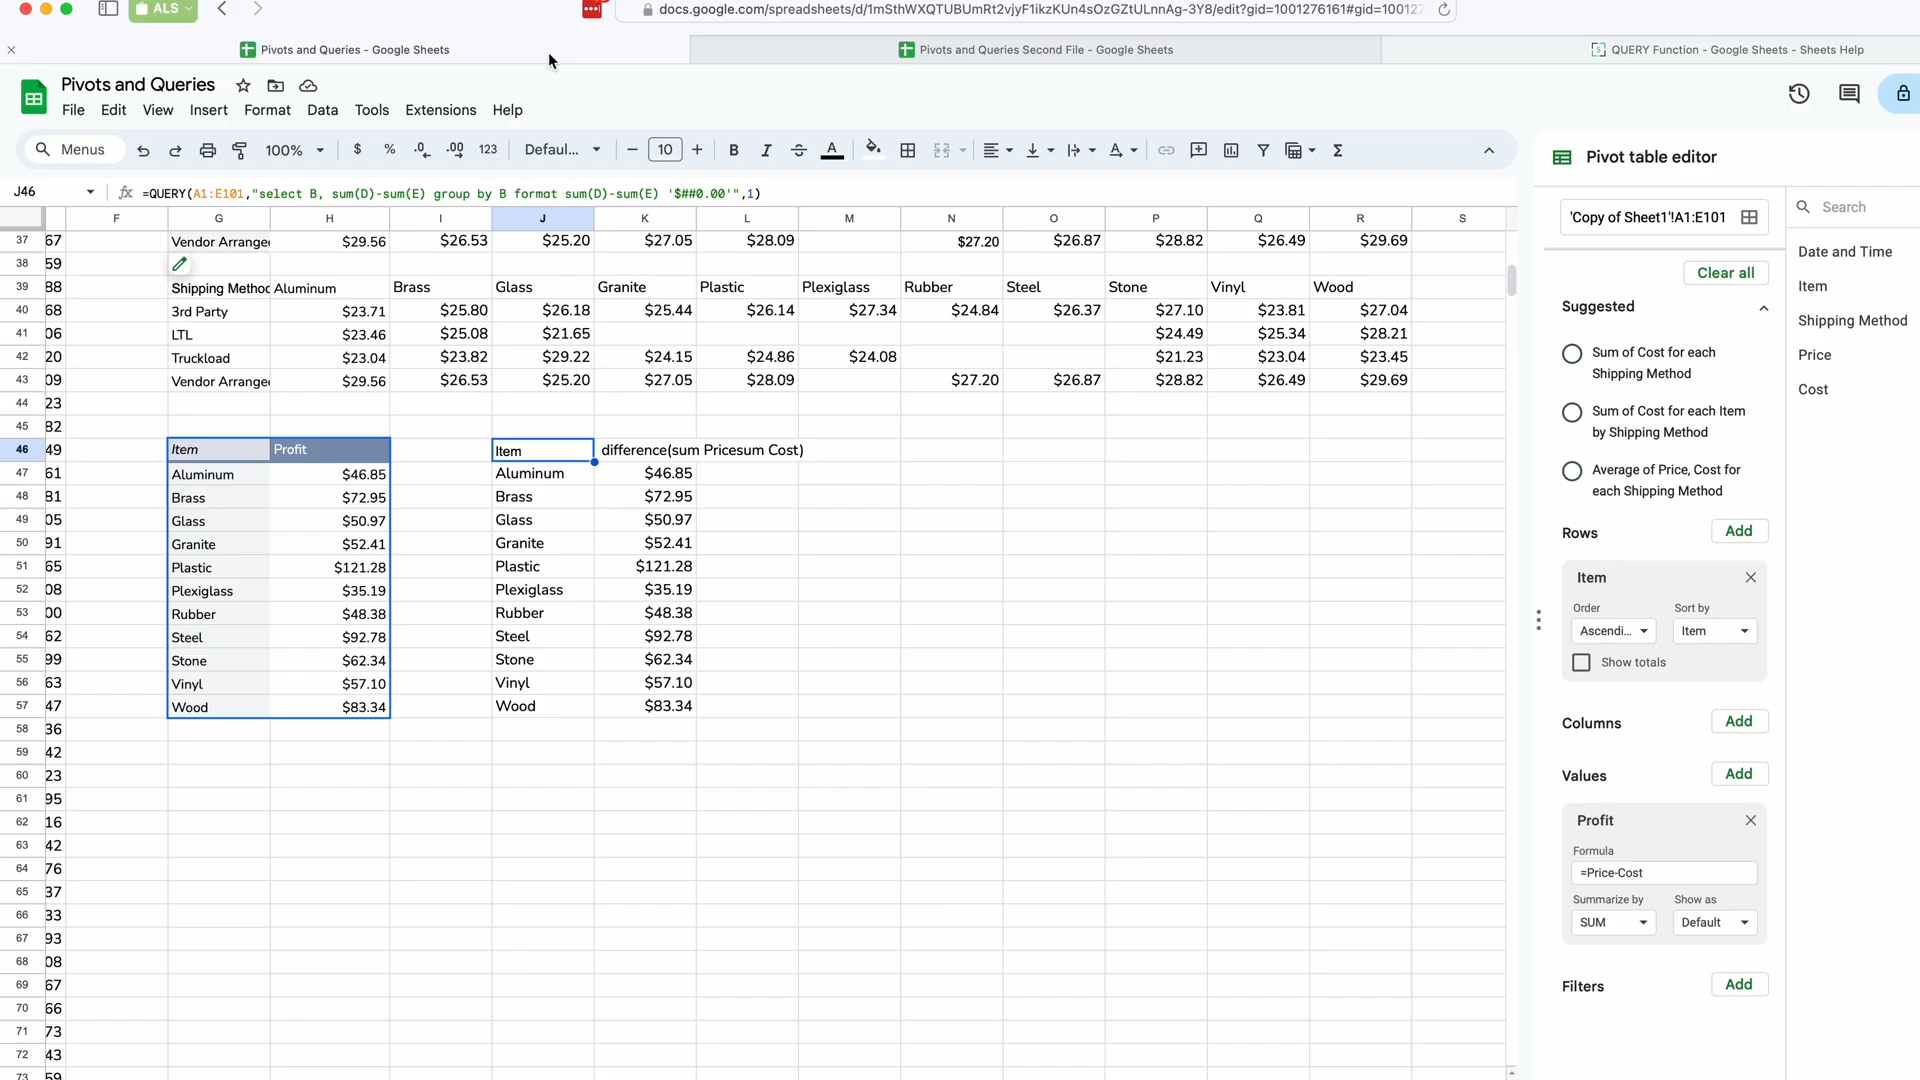 ALS
docs.google.com/spreadsheets/d/1mSthWXQTUBUmRt2vjyF1ikzKUn4sOzGZtULnnAg-3Y8/edit?gid=1001276161#gid=10012
Pivots and Queries - Google Sheets
Pivots and Queries Second File - Google Sheets
QUERY Function - Google Sheets - Sheets Help
Pivots and Queries
File Edit View Insert Format Data Tools Extensions Help
Menus 100% $ % .0 .00 123 Defaul... 10 B I A Σ
J46 fx =QUERY(A1:E101,"select B, sum(D)-sum(E) group by B format sum(D)-sum(E) '$##0.00'",1)
F G H I J K L M N O P Q R S
37 67 Vendor Arranged $29.56 $26.53 $25.20 $27.05 $28.09 $27.20 $26.87 $28.82 $26.49 $29.69
38 59
39 88 Shipping Method Aluminum Brass Glass Granite Plastic Plexiglass Rubber Steel Stone Vinyl Wood
40 68 3rd Party $23.71 $25.80 $26.18 $25.44 $26.14 $27.34 $24.84 $26.37 $27.10 $23.81 $27.04
41 06 LTL $23.46 $25.08 $21.65 $24.49 $25.34 $28.21
42 20 Truckload $23.04 $23.82 $29.22 $24.15 $24.86 $24.08 $21.23 $23.04 $23.45
43 09 Vendor Arranged $29.56 $26.53 $25.20 $27.05 $28.09 $27.20 $26.87 $28.82 $26.49 $29.69
44 23
45 82
46 49 Item Profit Item difference(sum Pricesum Cost)
47 61 Aluminum $46.85 Aluminum $46.85
48 81 Brass $72.95 Brass $72.95
49 05 Glass $50.97 Glass $50.97
50 91 Granite $52.41 Granite $52.41
51 65 Plastic $121.28 Plastic $121.28
52 08 Plexiglass $35.19 Plexiglass $35.19
53 00 Rubber $48.38 Rubber $48.38
54 62 Steel $92.78 Steel $92.78
55 99 Stone $62.34 Stone $62.34
56 63 Vinyl $57.10 Vinyl $57.10
57 47 Wood $83.34 Wood $83.34
58 36
59 42
60 23
61 95
62 16
63 42
64 76
65 37
66 33
67 93
68 08
69 67
70 66
71 73
72 43
73 59
Pivot table editor
'Copy of Sheet1'!A1:E101
Clear all
Suggested
Sum of Cost for each
Shipping Method
Sum of Cost for each Item
by Shipping Method
Average of Price, Cost for
each Shipping Method
Rows Add
Item
Order Sort by
Ascendi... Item
Show totals
Columns Add
Values Add
Profit
Formula
=Price-Cost
Summarize by Show as
SUM Default
Filters Add
Search
Date and Time
Item
Shipping Method
Price
Cost